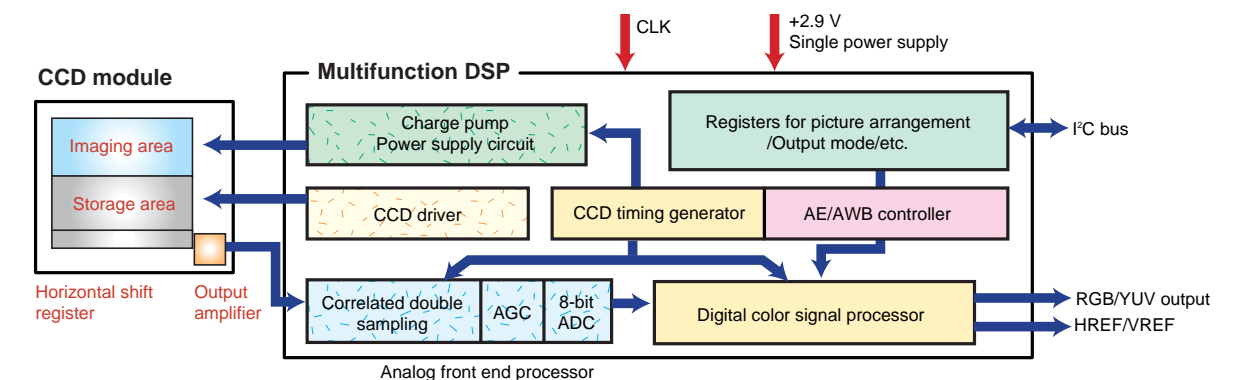 CLK
+2.9 V
Single power supply
CCD module
Multifunction DSP
Imaging area
Storage area
Horizontal shift
register
Output
amplifier
Charge pump
Power supply circuit
Registers for picture arrangement
/Output mode/etc.
I²C bus
CCD driver
CCD timing generator
AE/AWB controller
Correlated double
sampling
AGC
8-bit
ADC
Digital color signal processor
RGB/YUV output
HREF/VREF
Analog front end processor